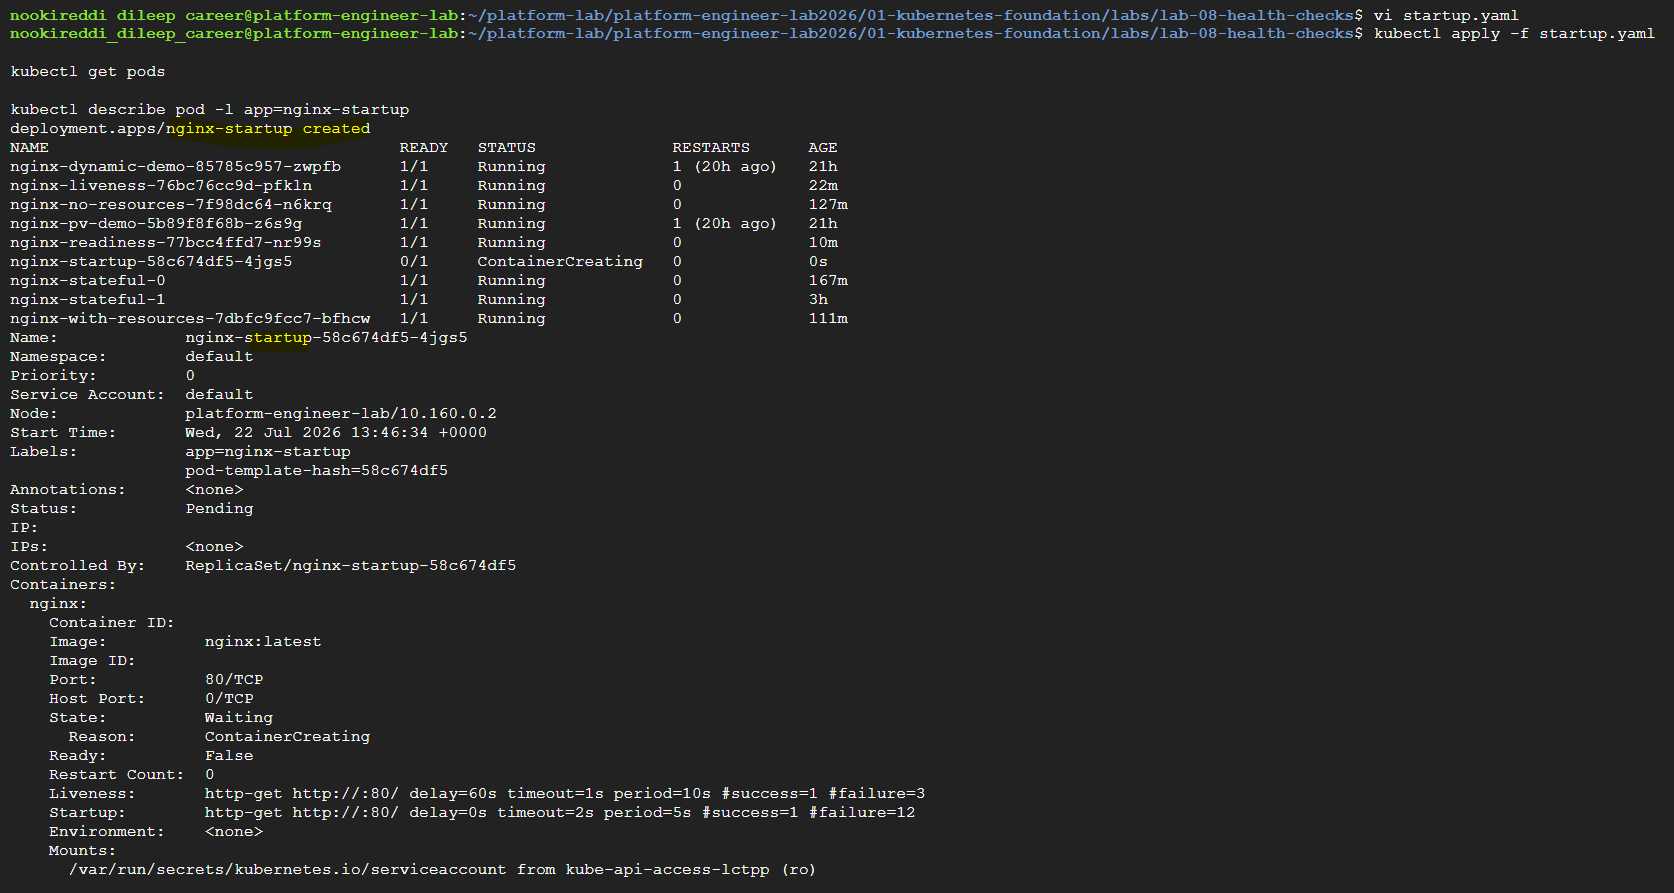 nookireddi_dileep_career@platform-engineer-lab:~/platform-lab/platform-engineer-lab2026/01-kubernetes-foundation/labs/lab-08-health-checks$ vi startup.yaml
nookireddi_dileep_career@platform-engineer-lab:~/platform-lab/platform-engineer-lab2026/01-kubernetes-foundation/labs/lab-08-health-checks$ kubectl apply -f startup.yaml
kubectl get pods
kubectl describe pod -l app=nginx-startup
deployment.apps/nginx-startup created
NAME                                    READY   STATUS              RESTARTS      AGE
nginx-dynamic-demo-85785c957-zwpfb      1/1     Running             1 (20h ago)   21h
nginx-liveness-76bc76cc9d-pfkln         1/1     Running             0             22m
nginx-no-resources-7f98dc64-n6krq       1/1     Running             0             127m
nginx-pv-demo-5b89f8f68b-z6s9g          1/1     Running             1 (20h ago)   21h
nginx-readiness-77bcc4ffd7-nr99s        1/1     Running             0             10m
nginx-startup-58c674df5-4jgs5           0/1     ContainerCreating   0             0s
nginx-stateful-0                        1/1     Running             0             167m
nginx-stateful-1                        1/1     Running             0             3h
nginx-with-resources-7dbfc9fcc7-bfhcw   1/1     Running             0             111m
Name:             nginx-startup-58c674df5-4jgs5
Namespace:        default
Priority:         0
Service Account:  default
Node:             platform-engineer-lab/10.160.0.2
Start Time:       Wed, 22 Jul 2026 13:46:34 +0000
Labels:           app=nginx-startup
                  pod-template-hash=58c674df5
Annotations:      <none>
Status:           Pending
IP:
IPs:              <none>
Controlled By:    ReplicaSet/nginx-startup-58c674df5
Containers:
  nginx:
    Container ID:
    Image:          nginx:latest
    Image ID:
    Port:           80/TCP
    Host Port:      0/TCP
    State:          Waiting
      Reason:       ContainerCreating
    Ready:          False
    Restart Count:  0
    Liveness:       http-get http://:80/ delay=60s timeout=1s period=10s #success=1 #failure=3
    Startup:        http-get http://:80/ delay=0s timeout=2s period=5s #success=1 #failure=12
    Environment:    <none>
    Mounts:
      /var/run/secrets/kubernetes.io/serviceaccount from kube-api-access-lctpp (ro)